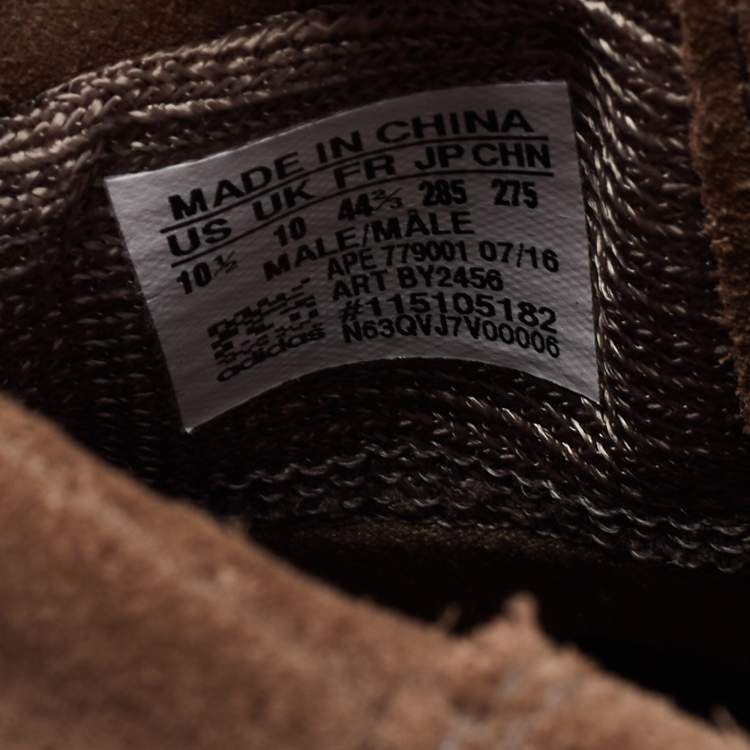 MADE IN CHINA
US UK FR JP CHN
10½ 10 44⅔ 285 275
MALE/MÂLE
APE 779001 07/16
ART BY2456
#115105182
N63QVJ7V00006
adidas